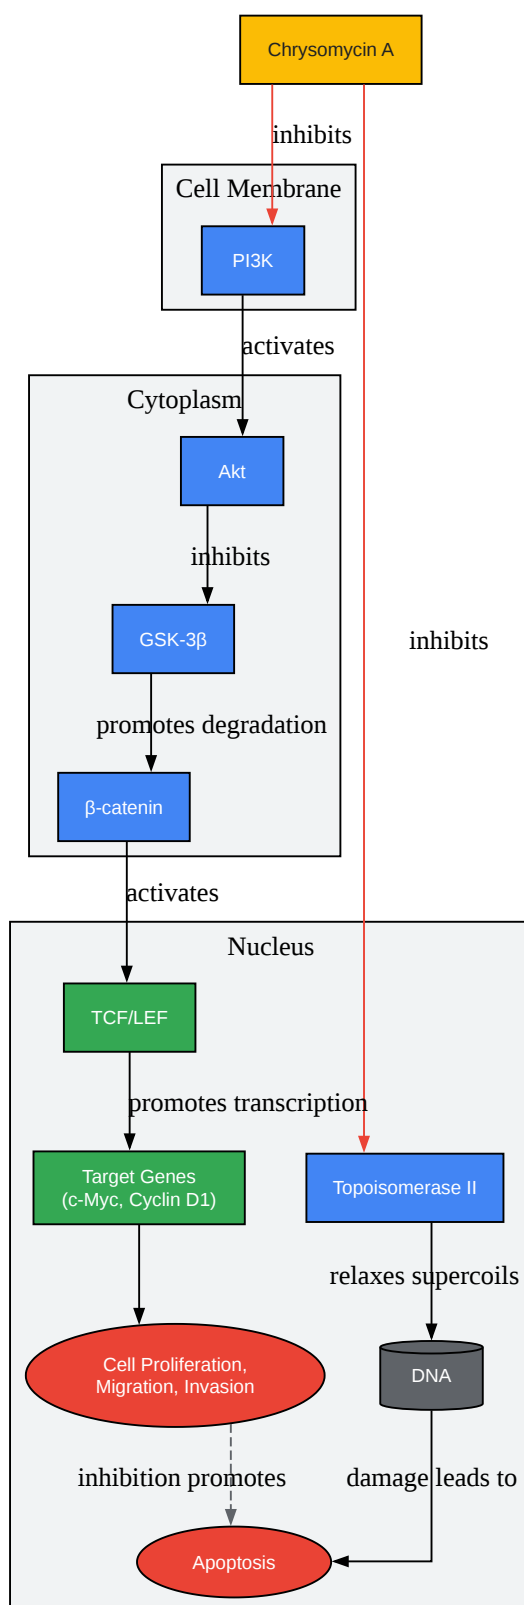 Chrysomycin A
inhibits
Cell Membrane
PI3K
activates
Cytoplasm
Akt
inhibits
GSK-3β
inhibits
promotes degradation
β-catenin
activates
Nucleus
TCF/LEF
promotes transcription
Target Genes
(c-Myc, Cyclin D1)
Topoisomerase II
relaxes supercoils
Cell Proliferation,
Migration, Invasion
DNA
inhibition promotes
damage leads to
Apoptosis